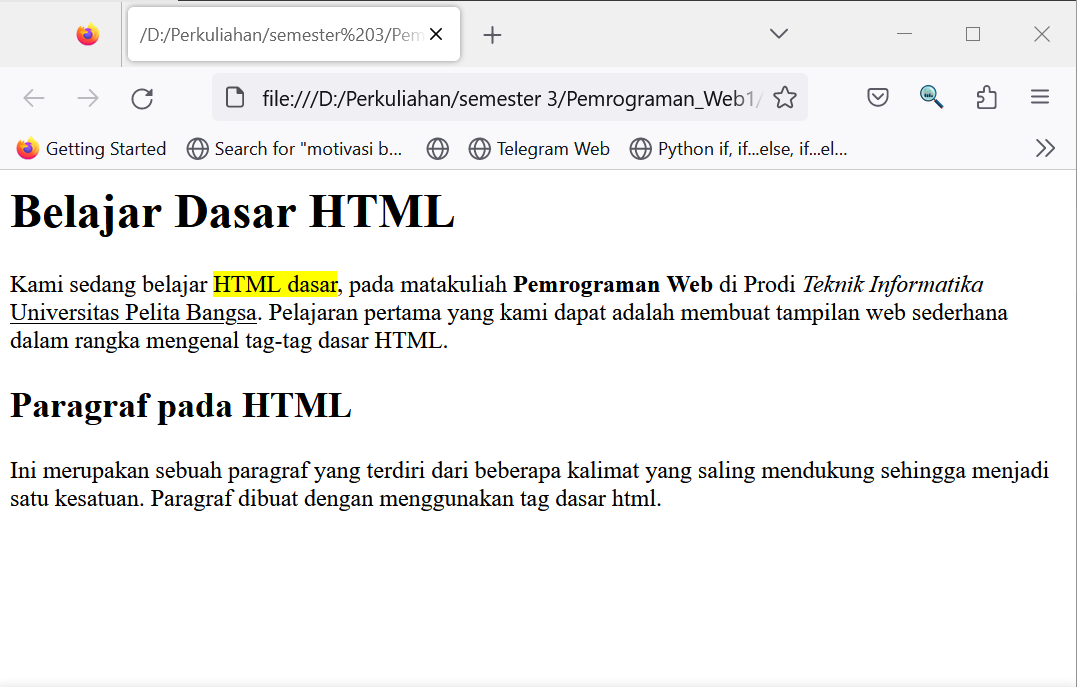 /D:/Perkuliahan/semester%203/Pem
file:///D:/Perkuliahan/semester 3/Pemrograman_Web1/
Getting Started Search for "motivasi b... Telegram Web Python if, if...else, if...el...
Belajar Dasar HTML
Kami sedang belajar HTML dasar, pada matakuliah Pemrograman Web di Prodi Teknik Informatika
Universitas Pelita Bangsa. Pelajaran pertama yang kami dapat adalah membuat tampilan web sederhana
dalam rangka mengenal tag-tag dasar HTML.
Paragraf pada HTML
Ini merupakan sebuah paragraf yang terdiri dari beberapa kalimat yang saling mendukung sehingga menjadi
satu kesatuan. Paragraf dibuat dengan menggunakan tag dasar html.